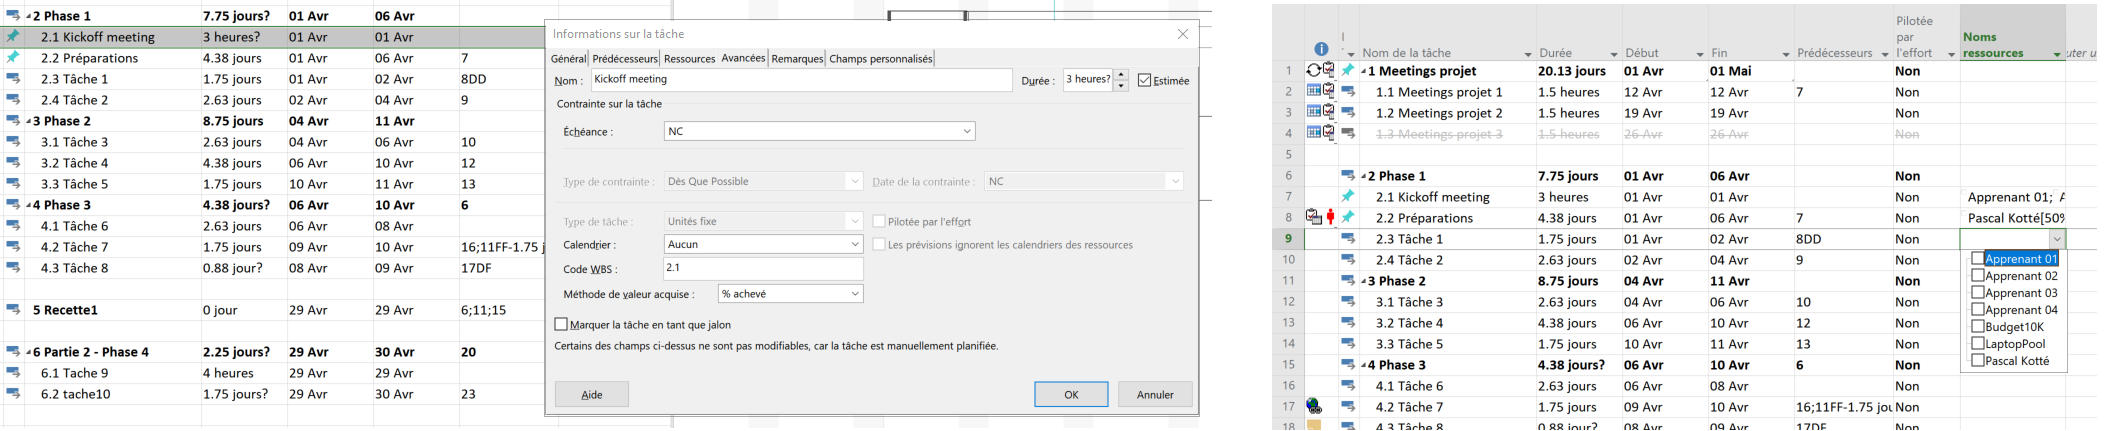 2 Phase 1 7.75 jours? 01 Avr 06 Avr
2.1 Kickoff meeting 3 heures? 01 Avr 01 Avr
2.2 Préparations 4.38 jours 01 Avr 06 Avr 7
2.3 Tâche 1 1.75 jours 01 Avr 02 Avr 8DD
2.4 Tâche 2 2.63 jours 02 Avr 04 Avr 9
3 Phase 2 8.75 jours 04 Avr 11 Avr
3.1 Tâche 3 2.63 jours 04 Avr 06 Avr 10
3.2 Tâche 4 4.38 jours 06 Avr 10 Avr 12
3.3 Tâche 5 1.75 jours 10 Avr 11 Avr 13
4 Phase 3 4.38 jours? 06 Avr 10 Avr 6
4.1 Tâche 6 2.63 jours 06 Avr 08 Avr
4.2 Tâche 7 1.75 jours 09 Avr 10 Avr 16;11FF-1.75 j
4.3 Tâche 8 0.88 jour? 08 Avr 09 Avr 17DF
5 Recette1 0 jour 29 Avr 29 Avr 6;11;15
6 Partie 2 - Phase 4 2.25 jours? 29 Avr 30 Avr 20
6.1 Tache 9 4 heures 29 Avr 29 Avr
6.2 tache10 1.75 jours? 29 Avr 30 Avr 23
Informations sur la tâche
Général Prédécesseurs Ressources Avancées Remarques Champs personnalisés
Nom : Kickoff meeting Durée : 3 heures? Estimée
Contrainte sur la tâche
Échéance : NC
Type de contrainte : Dès Que Possible Date de la contrainte : NC
Type de tâche : Unités fixe Pilotée par l'effort
Calendrier : Aucun Les prévisions ignorent les calendriers des ressources
Code WBS : 2.1
Méthode de valeur acquise : % achevé
Marquer la tâche en tant que jalon
Certains des champs ci-dessus ne sont pas modifiables, car la tâche est manuellement planifiée.
Aide OK Annuler
Pilotée
par Noms
Nom de la tâche Durée Début Fin Prédécesseurs l'effort ressources
1 1 Meetings projet 20.13 jours 01 Avr 01 Mai Non
2 1.1 Meetings projet 1 1.5 heures 12 Avr 12 Avr 7 Non
3 1.2 Meetings projet 2 1.5 heures 19 Avr 19 Avr Non
4 1.3 Meetings projet 3 1.5 heures 26 Avr 26 Avr Non
5
6 2 Phase 1 7.75 jours 01 Avr 06 Avr Non
7 2.1 Kickoff meeting 3 heures 01 Avr 01 Avr Non Apprenant 01; A
8 2.2 Préparations 4.38 jours 01 Avr 06 Avr 7 Non Pascal Kotté[50%
9 2.3 Tâche 1 1.75 jours 01 Avr 02 Avr 8DD Non
10 2.4 Tâche 2 2.63 jours 02 Avr 04 Avr 9 Non Apprenant 01
Apprenant 02
11 3 Phase 2 8.75 jours 04 Avr 11 Avr Non
Apprenant 03
12 3.1 Tâche 3 2.63 jours 04 Avr 06 Avr 10 Non Apprenant 04
13 3.2 Tâche 4 4.38 jours 06 Avr 10 Avr 12 Non Budget10K
14 3.3 Tâche 5 1.75 jours 10 Avr 11 Avr 13 Non LaptopPool
15 4 Phase 3 4.38 jours? 06 Avr 10 Avr 6 Non Pascal Kotté
16 4.1 Tâche 6 2.63 jours 06 Avr 08 Avr Non
17 4.2 Tâche 7 1.75 jours 09 Avr 10 Avr 16;11FF-1.75 jou Non
18 4.3 Tâche 8 0.88 jour? 08 Avr 09 Avr 17DF Non